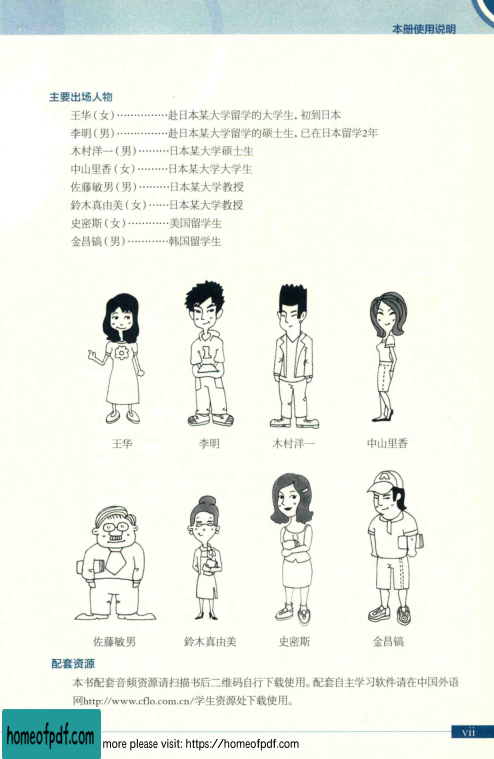 本册使用说明
主要出场人物
王华(女)……………赴日本某大学留学的大学生,初到日本
李明(男)……………赴日本某大学留学的硕士生,已在日本留学2年
木村洋一(男)………日本某大学硕士生
中山里香(女)………日本某大学大学生
佐藤敏男(男)………日本某大学教授
鈴木真由美(女)……日本某大学教授
史密斯(女)…………美国留学生
金昌镐(男)…………韩国留学生
王华 李明 木村洋一 中山里香
佐藤敏男 鈴木真由美 史密斯 金昌镐
配套资源
本书配套音频资源请扫描书后二维码自行下载使用。配套自主学习软件请在中国外语
网http://www.cflo.com.cn/学生资源处下载使用。
vii
homeofpdf.com
more please visit: https://homeofpdf.com